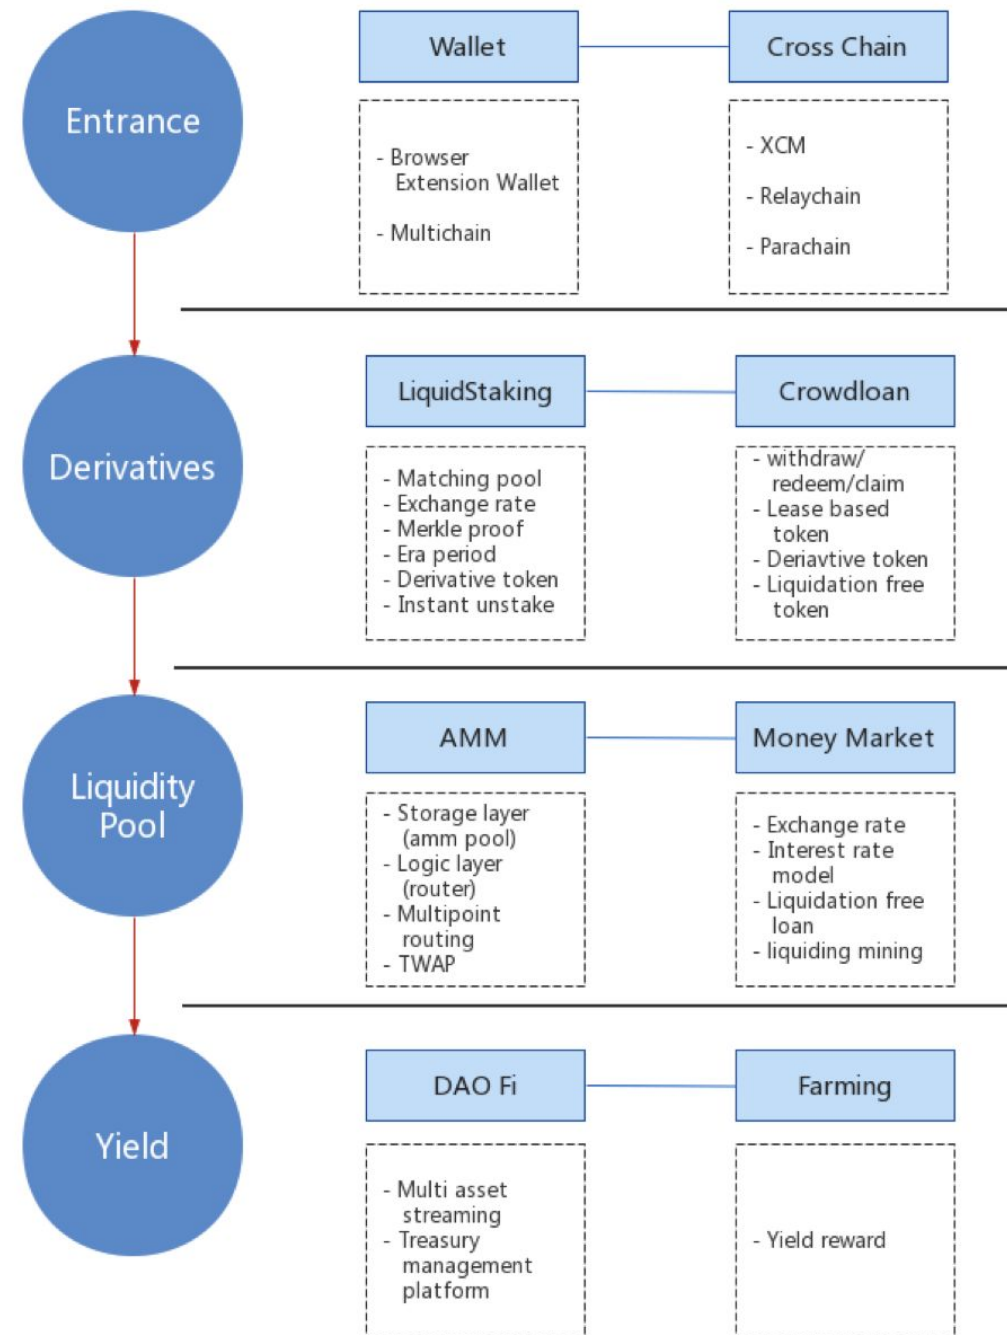 Entrance
Wallet
Cross Chain
- Browser
Extension Wallet
- Multichain
- XCM
- Relaychain
- Parachain
Derivatives
LiquidStaking
Crowdloan
- Matching pool
- Exchange rate
- Merkle proof
- Era period
- Derivative token
- Instant unstake
- withdraw/
redeem/claim
- Lease based
token
- Deriavtive token
- Liquidation free
token
Liquidity
Pool
AMM
Money Market
- Storage layer
(amm pool)
- Logic layer
(router)
- Multipoint
routing
- TWAP
- Exchange rate
- Interest rate
model
- Liquidation free
loan
- liquiding mining
Yield
DAO Fi
Farming
- Multi asset
streaming
- Treasury
management
platform
- Yield reward